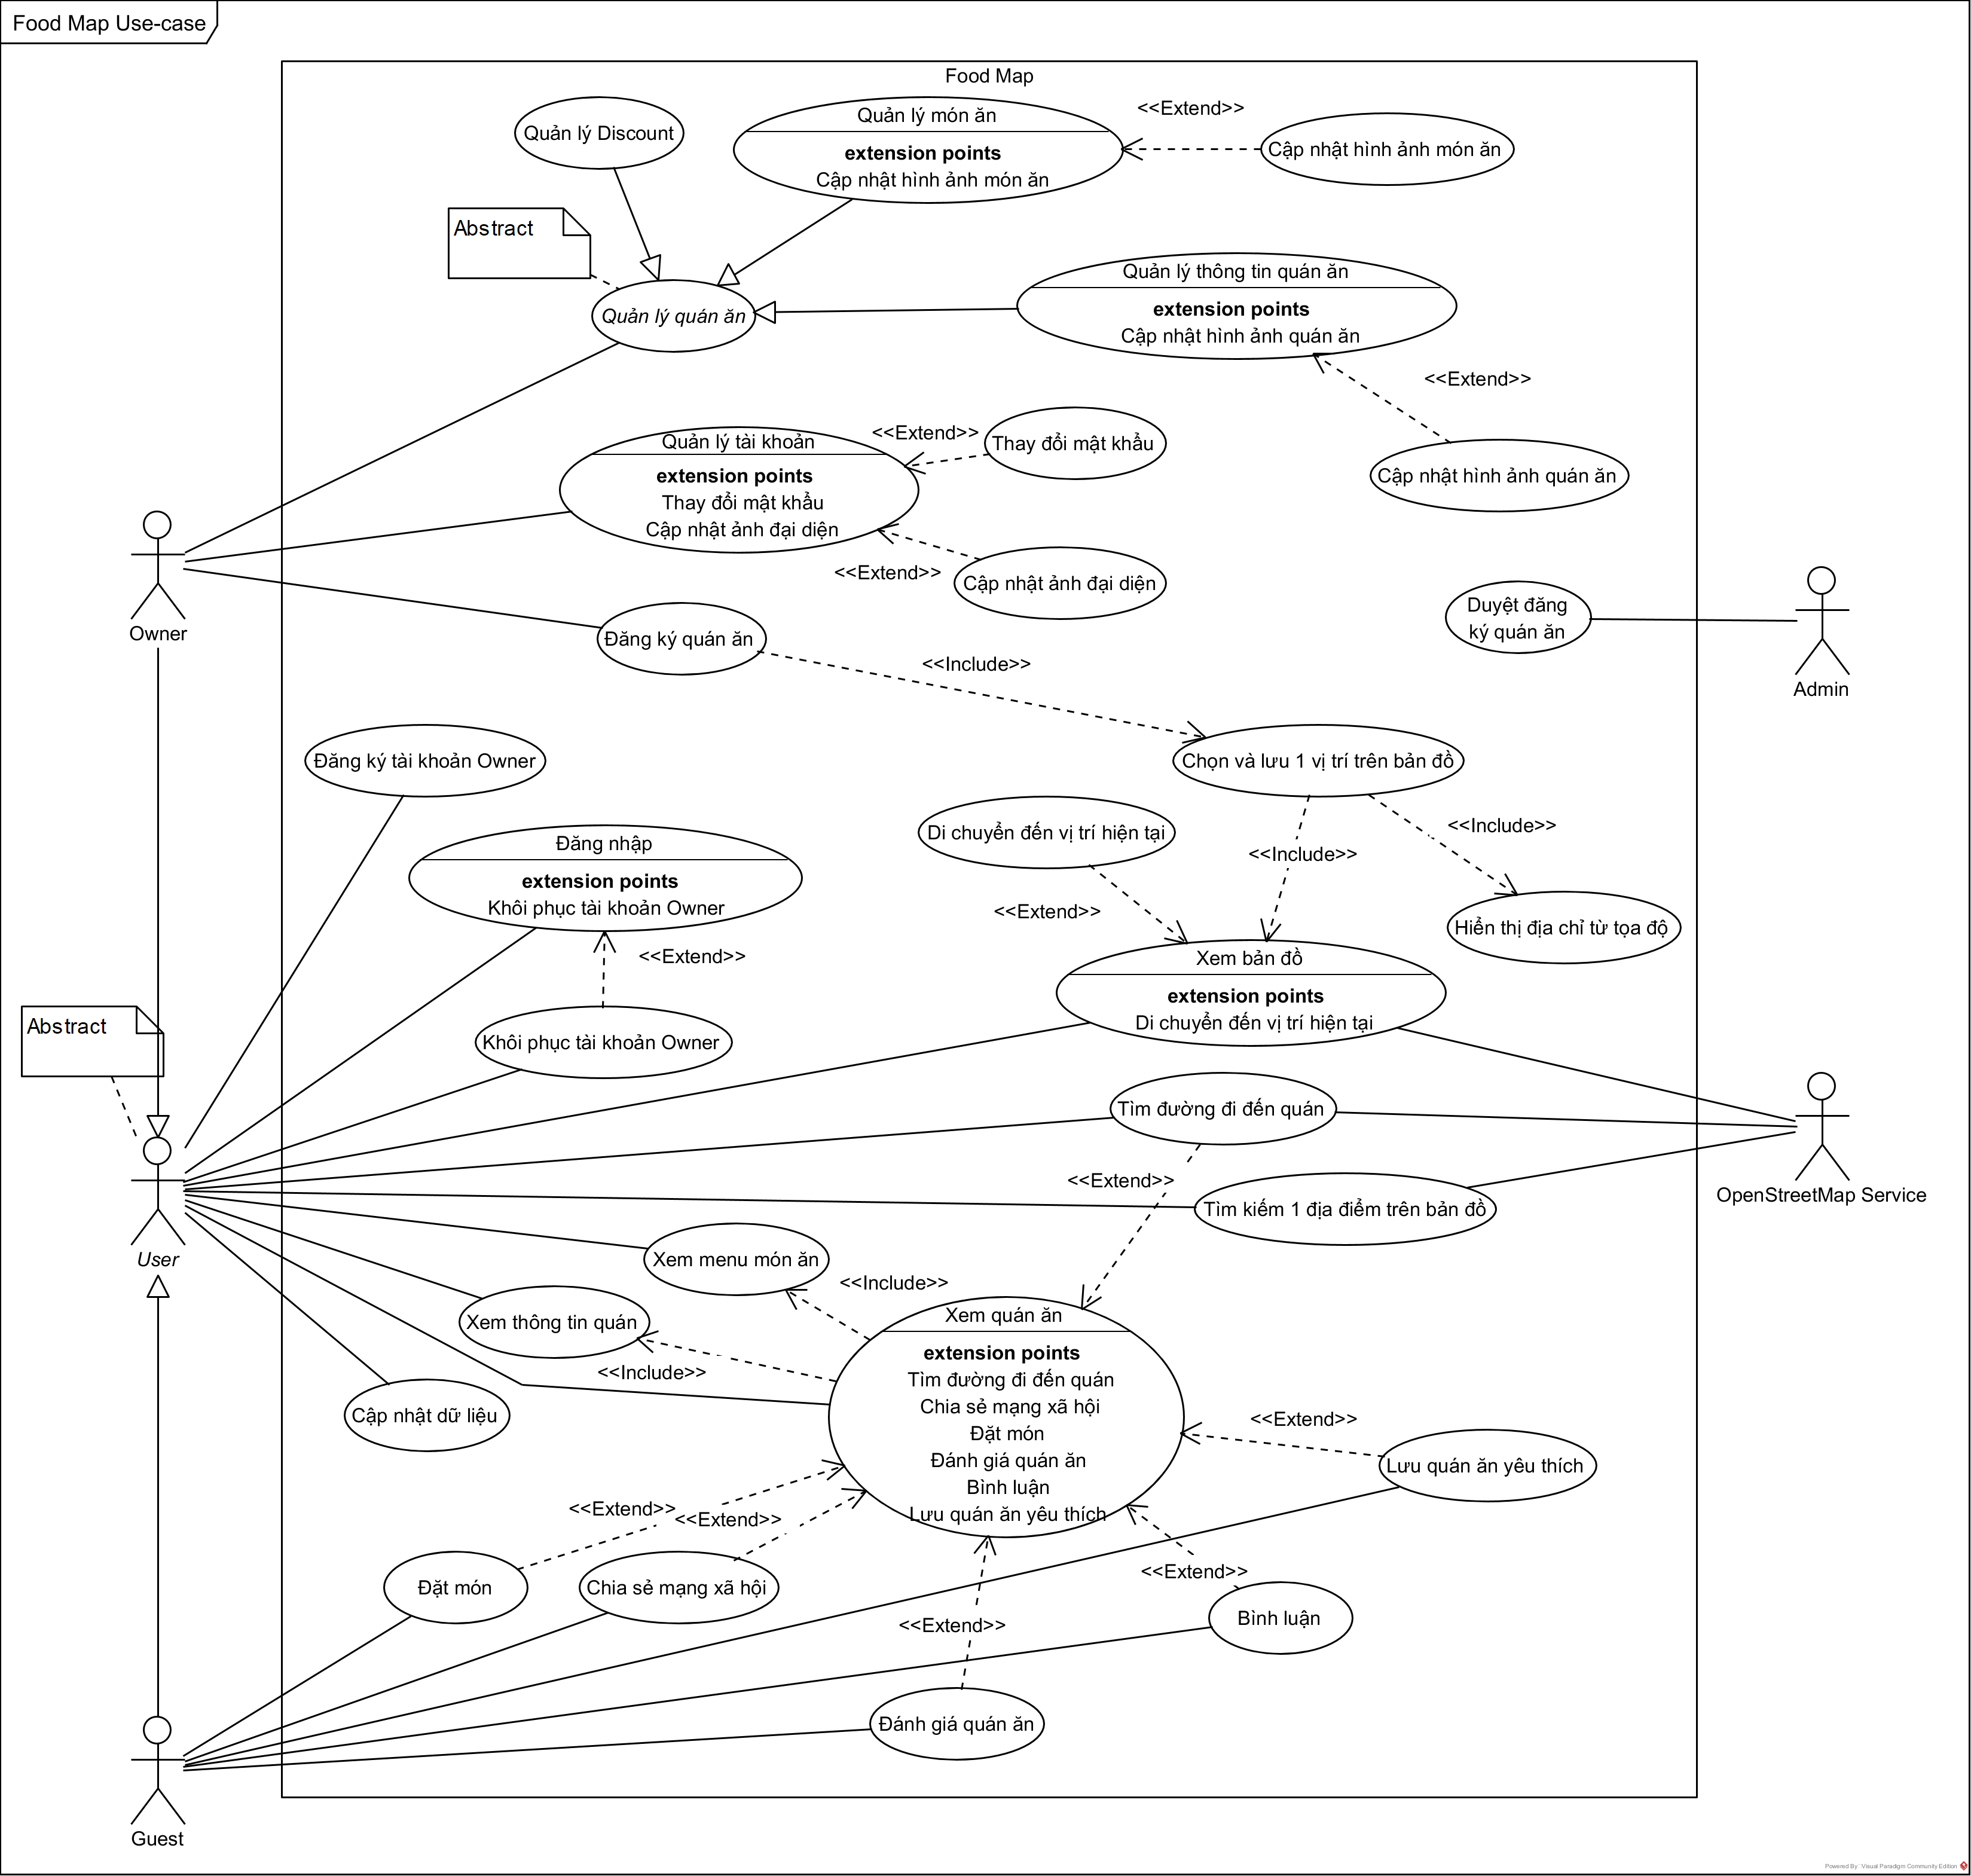 Food Map Use-case
Food Map
Quản lý Discount
Quản lý món ăn
extension points
Cập nhật hình ảnh món ăn
<<Extend>>
Cập nhật hình ảnh món ăn
Abstract
Quản lý quán ăn
Quản lý thông tin quán ăn
extension points
Cập nhật hình ảnh quán ăn
<<Extend>>
Cập nhật hình ảnh quán ăn
Quản lý tài khoản
extension points
Thay đổi mật khẩu
Cập nhật ảnh đại diện
<<Extend>>
Thay đổi mật khẩu
<<Extend>>
Cập nhật ảnh đại diện
Owner
Đăng ký quán ăn
<<Include>>
Duyệt đăng
ký quán ăn
Admin
Đăng ký tài khoản Owner
Chọn và lưu 1 vị trí trên bản đồ
Di chuyển đến vị trí hiện tại
<<Include>>
<<Include>>
<<Extend>>
Hiển thị địa chỉ từ tọa độ
Đăng nhập
extension points
Khôi phục tài khoản Owner
<<Extend>>
Khôi phục tài khoản Owner
Xem bản đồ
extension points
Di chuyển đến vị trí hiện tại
Abstract
User
Tìm đường đi đến quán
<<Extend>>
Tìm kiếm 1 địa điểm trên bản đồ
OpenStreetMap Service
Xem menu món ăn
<<Include>>
Xem thông tin quán
<<Include>>
Cập nhật dữ liệu
Xem quán ăn
extension points
Tìm đường đi đến quán
Chia sẻ mạng xã hội
Đặt món
Đánh giá quán ăn
Bình luận
Lưu quán ăn yêu thích
<<Extend>>
Lưu quán ăn yêu thích
<<Extend>>
<<Extend>>
Đặt món
Chia sẻ mạng xã hội
<<Extend>>
Bình luận
<<Extend>>
Đánh giá quán ăn
Guest
Powered By Visual Paradigm Community Edition